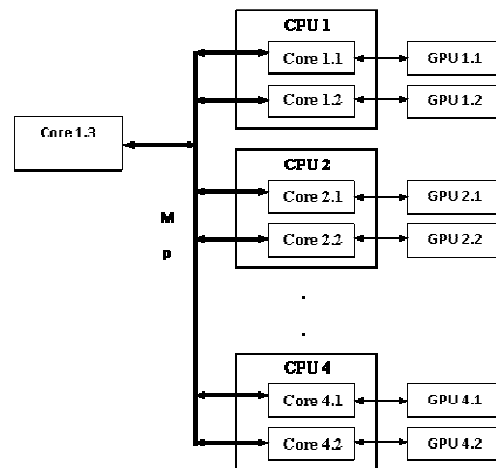 CPU 1
Core 1.1
GPU 1.1
Core 1.2
GPU 1.2
Core 1.3
CPU 2
Core 2.1
GPU 2.1
Core 2.2
GPU 2.2
M
p
.
.
CPU 4
Core 4.1
GPU 4.1
Core 4.2
GPU 4.2